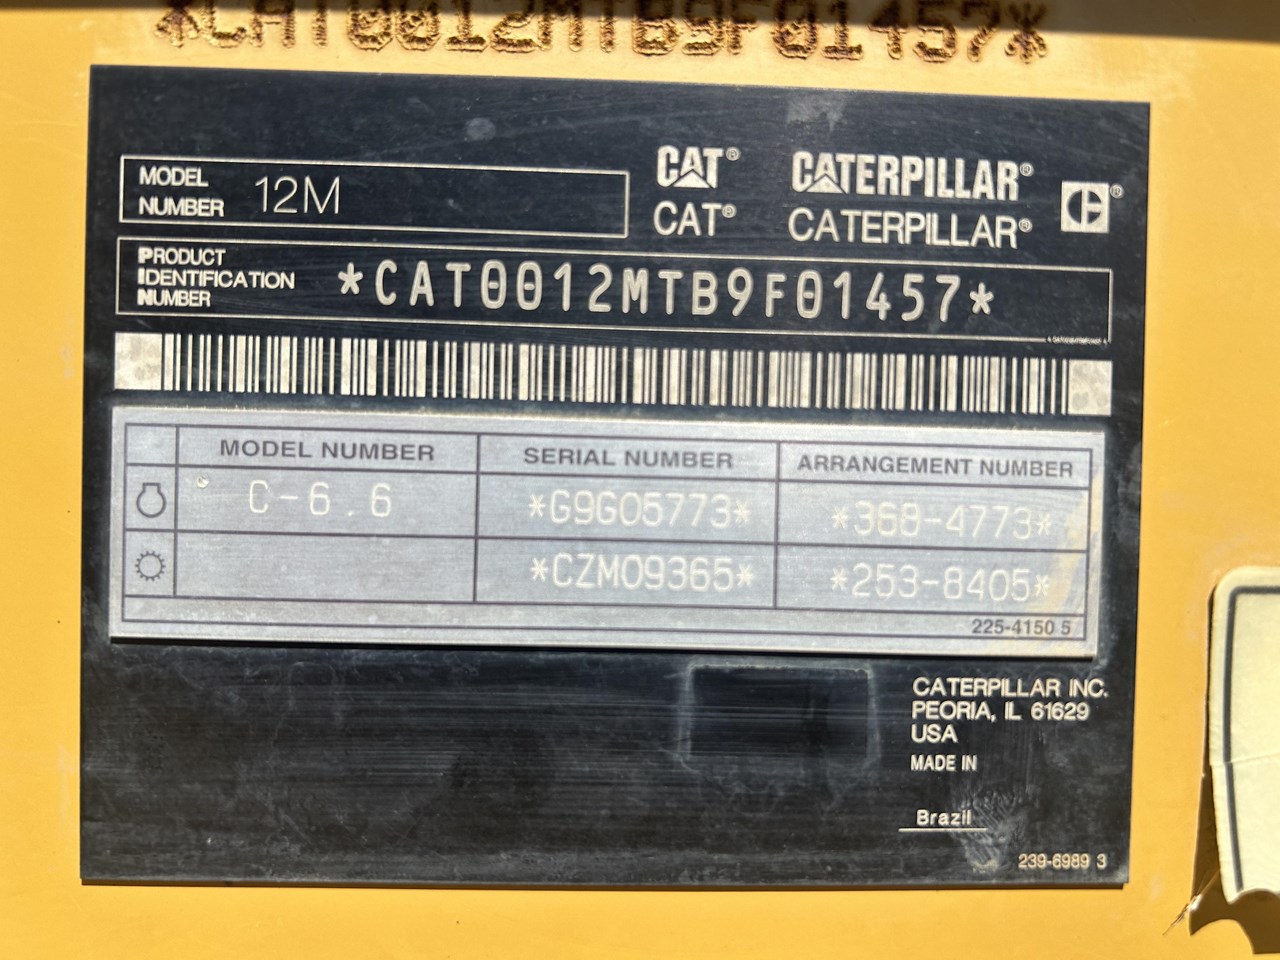 *CAT0012MTB9F01457*
MODEL
NUMBER
12M
CAT®
CAT®
CATERPILLAR®
CATERPILLAR®
PRODUCT
IDENTIFICATION
NUMBER
*CAT0012MTB9F01457*
MODEL NUMBER SERIAL NUMBER ARRANGEMENT NUMBER
C-6.6 *G9G05773* *368-4773*
*CZM09365* *253-8405*
225-4150 5
CATERPILLAR INC.
PEORIA, IL 61629
USA
MADE IN
Brazil
239-6989 3